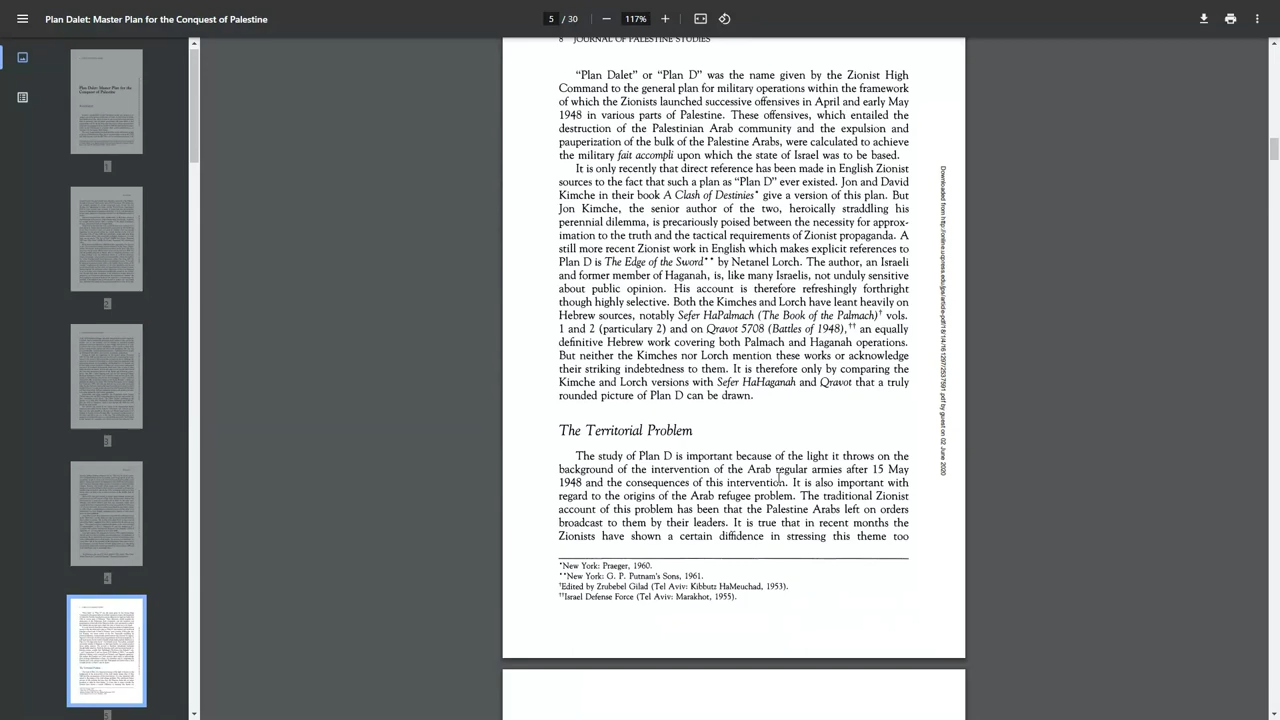 Plan Dalet: Master Plan for the Conquest of Palestine
5 / 30
117%
8 JOURNAL OF PALESTINE STUDIES
“Plan Dalet” or “Plan D” was the name given by the Zionist High
Command to the general plan for military operations within the framework
of which the Zionists launched successive offensives in April and early May
1948 in various parts of Palestine. These offensives, which entailed the
destruction of the Palestinian Arab community and the expulsion and
pauperization of the bulk of the Palestine Arabs, were calculated to achieve
the military fait accompli upon which the state of Israel was to be based.
It is only recently that direct reference has been made in English Zionist
sources to the fact that such a plan as “Plan D” ever existed. Jon and David
Kimche in their book A Clash of Destinies* give a version of this plan. But
Jon Kimche, the senior author of the two, heroically straddling his
perennial dilemma, is precariously poised between the necessity for approx-
imation to the truth and the tactical requirements of Zionist propaganda. A
still more recent Zionist work in English which makes explicit references to
Plan D is The Edge of the Sword** by Netanel Lorch. The author, an Israeli
and former member of Haganah, is, like many Israelis, not unduly sensitive
about public opinion. His account is therefore refreshingly forthright
though highly selective. Both the Kimches and Lorch have leant heavily on
Hebrew sources, notably Sefer HaPalmach (The Book of the Palmach)† vols.
1 and 2 (particulary 2) and on Qravot 5708 (Battles of 1948),†† an equally
definitive Hebrew work covering both Palmach and Haganah operations.
But neither the Kimches nor Lorch mention these works or acknowledge
their striking indebtedness to them. It is therefore only by comparing the
Kimche and Lorch versions with Sefer HaHaganah and Qravot that a truly
rounded picture of Plan D can be drawn.
The Territorial Problem
The study of Plan D is important because of the light it throws on the
background of the intervention of the Arab regular armies after 15 May
1948 and the consequences of this intervention. It is also important with
regard to the origins of the Arab refugee problem. The traditional Zionist
account of this problem has been that the Palestine Arabs left on orders
broadcast to them by their leaders. It is true that in recent months the
Zionists have shown a certain diffidence in stressing this theme too
*New York: Praeger, 1960.
**New York: G. P. Putnam's Sons, 1961.
†Edited by Zrubebel Gilad (Tel Aviv: Kibbutz HaMeuchad, 1953).
††Israel Defense Force (Tel Aviv: Marakhot, 1955).
by guest on 02 June 2020
1
2
3
4
5